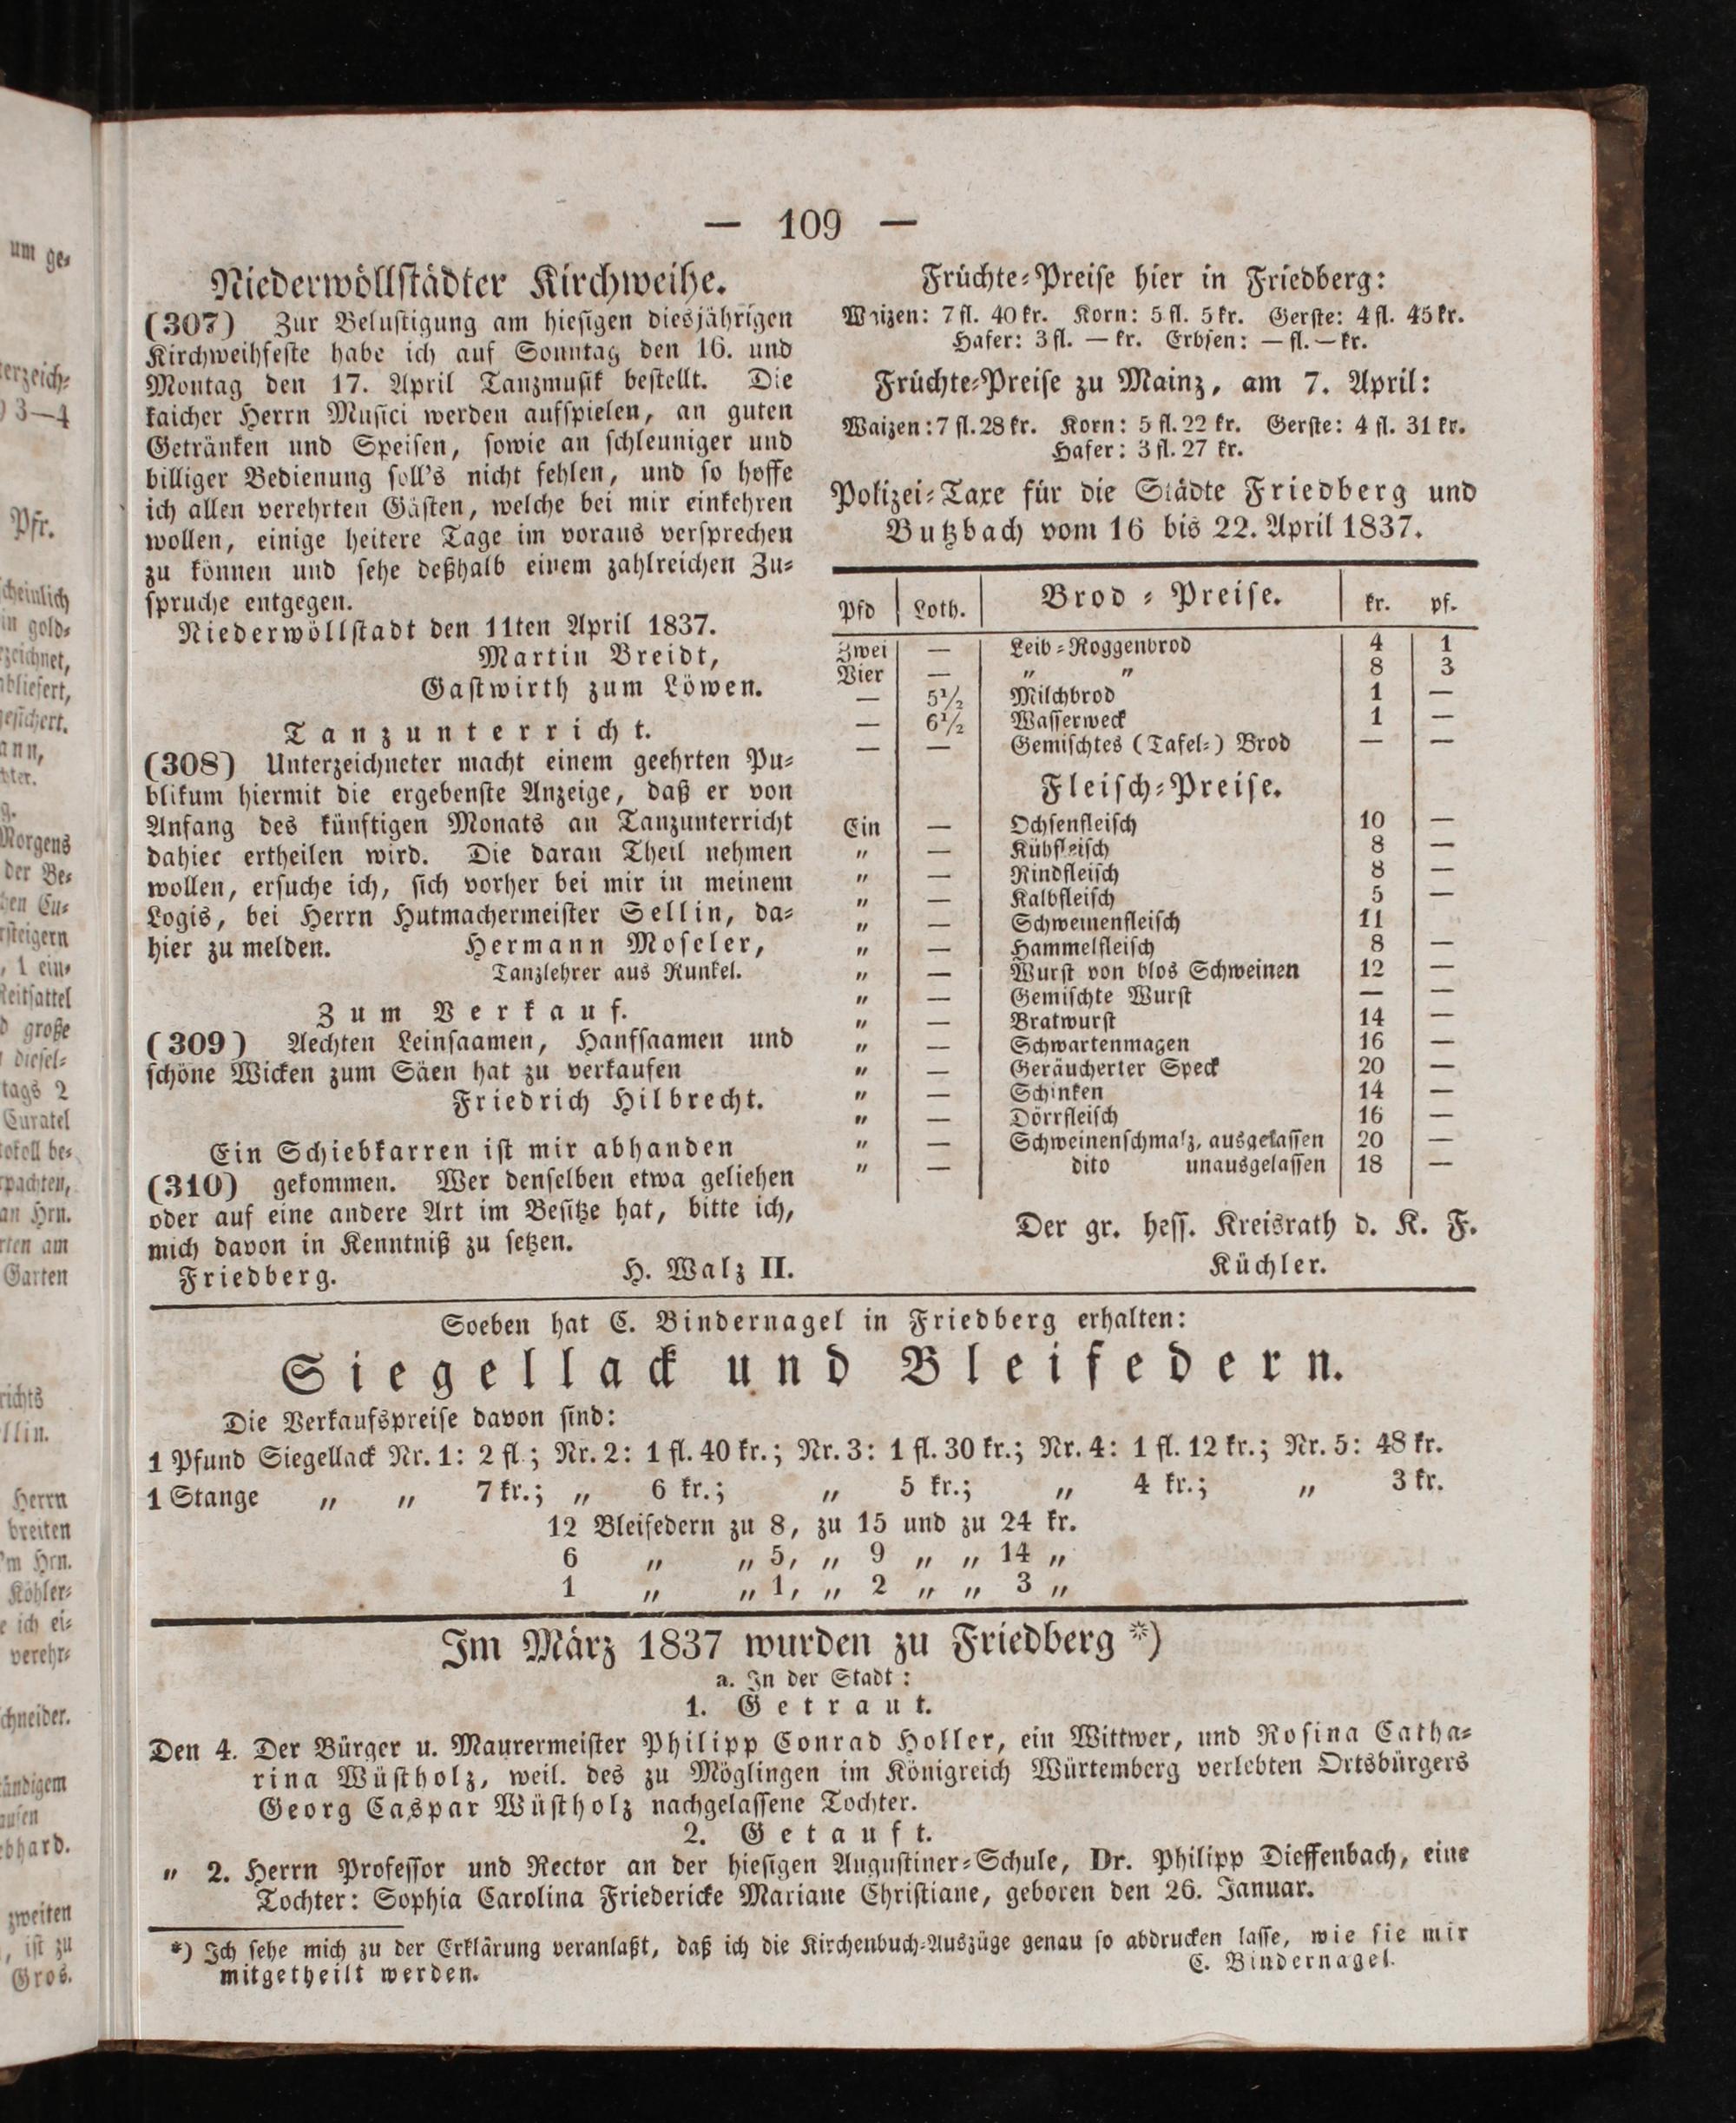 — 109 —
Niederwöllſtädter Kirchweihe.
(307) Zur Beluſtigung am hieſigen diesjährigen
Kirchweihfeſte habe ich auf Sonntag den 16. und
Montag den 17. April Tanzmuſik beſtellt. Die
kaicher Herrn Muſici werden aufſpielen, an guten
Getränken und Speiſen, ſowie an ſchleuniger und
billiger Bedienung ſoll's nicht fehlen, und ſo hoffe
ich allen verehrten Gäſten, welche bei mir einkehren
wollen, einige heitere Tage im voraus verſprechen
zu können und ſehe deßhalb einem zahlreichen Zu⸗
ſpruche entgegen.
Niederwöllſtadt den 11ten April 1837.
Martin Breidt,
Gaſtwirth zum Löwen.
Tanzunterricht.
(308) Unterzeichneter macht einem geehrten Pu⸗
blikum hiermit die ergebenſte Anzeige, daß er von
Anfang des künftigen Monats an Tanzunterricht
dahier ertheilen wird. Die daran Theil nehmen
wollen, erſuche ich, ſich vorher bei mir in meinem
Logis, bei Herrn Hutmachermeiſter Sellin, da⸗
hier zu melden. Hermann Moſeler,
Tanzlehrer aus Runkel.
Zum Verkauf.
(309) Aechten Leinſaamen, Hanfſaamen und
ſchöne Wicken zum Säen hat zu verkaufen
Friedrich Hilbrecht.
Ein Schiebkarren iſt mir abhanden
(310) gekommen. Wer denſelben etwa geliehen
oder auf eine andere Art im Beſitze hat, bitte ich,
mich davon in Kenntniß zu ſetzen.
Friedberg. H. Walz II.
Früchte⸗Preiſe hier in Friedberg:
Waizen: 7 fl. 40 kr. Korn: 5 fl. 5 kr. Gerſte: 4 fl. 45 kr.
Hafer: 3 fl. — kr. Erbſen: — fl. — kr.
Früchte⸗Preiſe zu Mainz, am 7. April:
Waizen: 7 fl. 28 kr. Korn: 5 fl. 22 kr. Gerſte: 4 fl. 31 kr.
Hafer: 3 fl. 27 kr.
Polizei⸗Taxe für die Städte Friedberg und
Butzbach vom 16 bis 22. April 1837.
Pfd Loth. Brod ⸗ Preiſe. kr. pf.
Zwei — Leib⸗Roggenbrod 4 1
Vier — „ „ 8 3
— 5½ Milchbrod 1 —
— 6½ Waſſerweck 1 —
— — Gemiſchtes (Tafel⸗) Brod — —
Fleiſch⸗Preiſe.
Ein — Ochſenfleiſch 10 —
„ — Kühfleiſch 8 —
„ — Rindfleiſch 8 —
„ — Kalbfleiſch 5 —
„ — Schweinenfleiſch 11
„ — Hammelfleiſch 8 —
„ — Wurſt von blos Schweinen 12 —
„ — Gemiſchte Wurſt — —
„ — Bratwurſt 14 —
„ — Schwartenmagen 16 —
„ — Geräucherter Speck 20 —
„ — Schinken 14 —
„ — Dörrfleiſch 16 —
„ — Schweinenſchmalz, ausgelaſſen 20 —
„ — dito unausgelaſſen 18 —
Der gr. heſſ. Kreisrath d. K. F.
Küchler.
Soeben hat C. Bindernagel in Friedberg erhalten:
Siegellack und Bleifedern.
Die Verkaufspreiſe davon ſind:
1 Pfund Siegellack Nr. 1: 2 fl.; Nr. 2: 1 fl. 40 kr.; Nr. 3: 1 fl. 30 kr.; Nr. 4: 1 fl. 12 kr.; Nr. 5: 48 kr.
1 Stange „ „ 7 kr.; „ 6 kr.; „ 5 kr.; „ 4 kr.; „ 3 kr.
12 Bleifedern zu 8, zu 15 und zu 24 kr.
6 „ „ 5, „ 9 „ „ 14 „
1 „ „ 1, „ 2 „ „ 3 „
Im März 1837 wurden zu Friedberg *)
a. In der Stadt:
1. Getraut.
Den 4. Der Bürger u. Maurermeiſter Philipp Conrad Holler, ein Wittwer, und Roſina Catha⸗
rina Wüſtholz, weil. des zu Möglingen im Königreich Würtemberg verlebten Ortsbürgers
Georg Caspar Wüſtholz nachgelaſſene Tochter.
2. Getauft.
„ 2. Herrn Profeſſor und Rector an der hieſigen Auguſtiner⸗Schule, Dr. Philipp Dieffenbach, eine
Tochter: Sophia Carolina Friedericke Mariane Chriſtiane, geboren den 26. Januar.
*) Ich ſehe mich zu der Erklärung veranlaßt, daß ich die Kirchenbuch⸗Auszüge genau ſo abdrucken laſſe, wie ſie mir
mitgetheilt werden. C. Bindernagel.